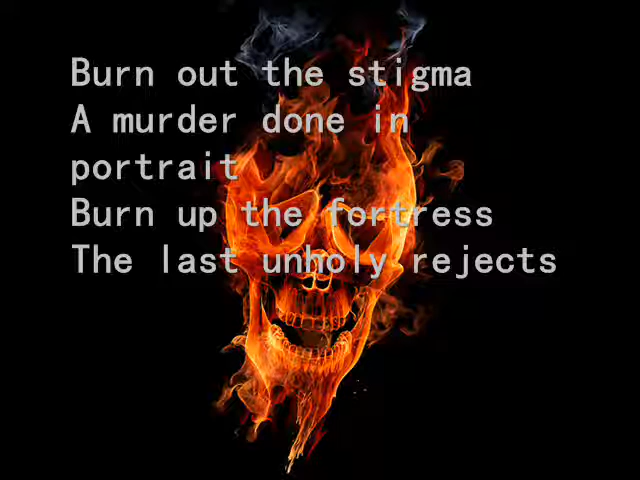 Burn out the stigma
A murder done in
portrait
Burn up the fortress
The last unholy rejects